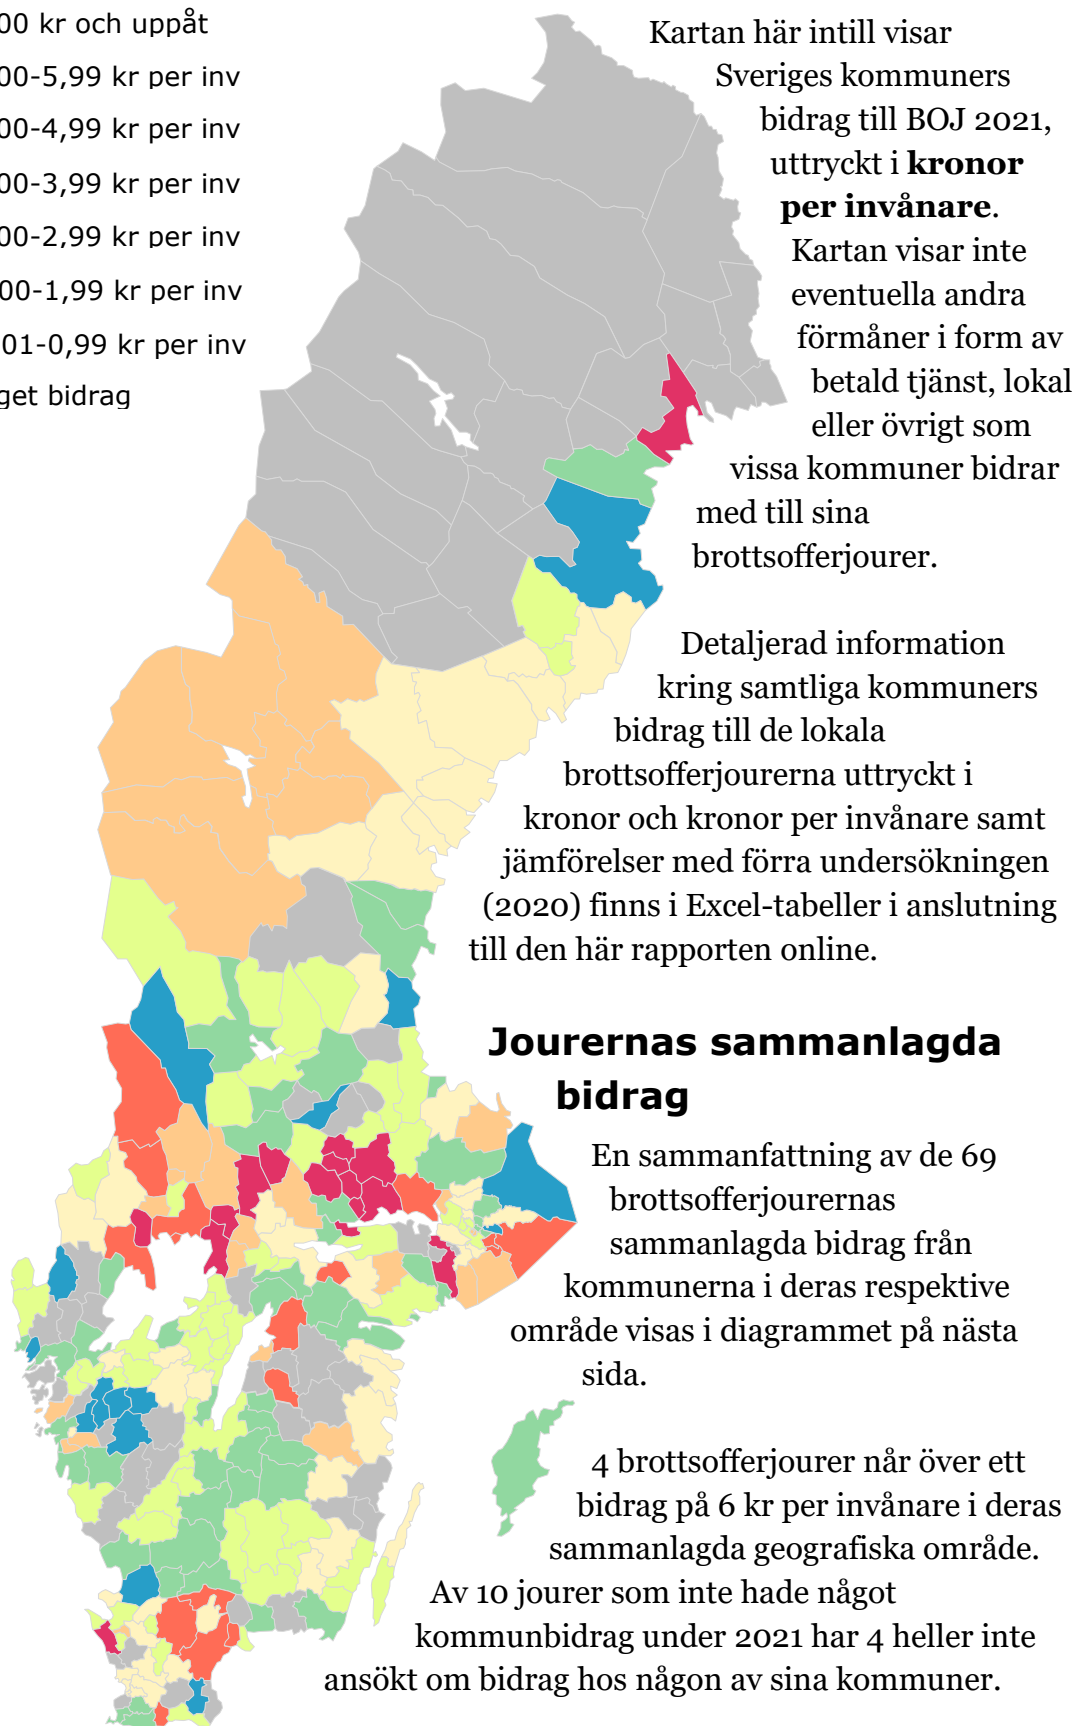 00 kr och uppåt
00-5,99 kr per inv
00-4,99 kr per inv
00-3,99 kr per inv
00-2,99 kr per inv
00-1,99 kr per inv
01-0,99 kr per inv
get bidrag
Kartan här intill visar
Sveriges kommuners
bidrag till BOJ 2021,
uttryckt i kronor
per invånare.
Kartan visar inte
eventuella andra
förmåner i form av
betald tjänst, lokal
eller övrigt som
vissa kommuner bidrar
med till sina
brottsofferjourer.
Detaljerad information
kring samtliga kommuners
bidrag till de lokala
brottsofferjourerna uttryckt i
kronor och kronor per invånare samt
jämförelser med förra undersökningen
(2020) finns i Excel-tabeller i anslutning
till den här rapporten online.
Jourernas sammanlagda
bidrag
En sammanfattning av de 69
brottsofferjourernas
sammanlagda bidrag från
kommunerna i deras respektive
område visas i diagrammet på nästa
sida.
4 brottsofferjourer når över ett
bidrag på 6 kr per invånare i deras
sammanlagda geografiska område.
Av 10 jourer som inte hade något
kommunbidrag under 2021 har 4 heller inte
ansökt om bidrag hos någon av sina kommuner.